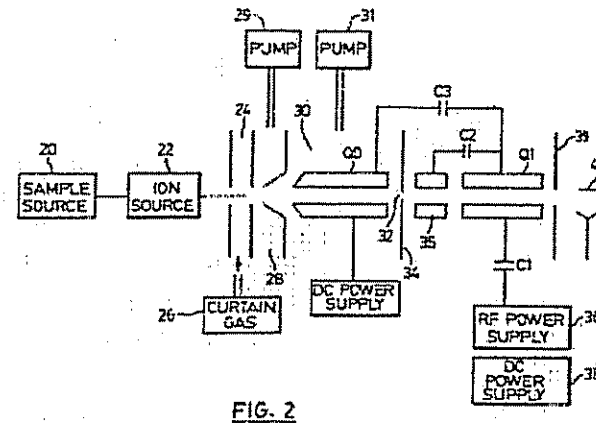 29
31
PUMP
PUMP
30
C3
24
Q0
C2
Q1
39
20
22
SAMPLE
SOURCE
ION
SOURCE
32
35
34
C1
28
26
CURTAIN
GAS
DC POWER
SUPPLY
RF POWER
SUPPLY
DC
POWER
SUPPLY
FIG. 2